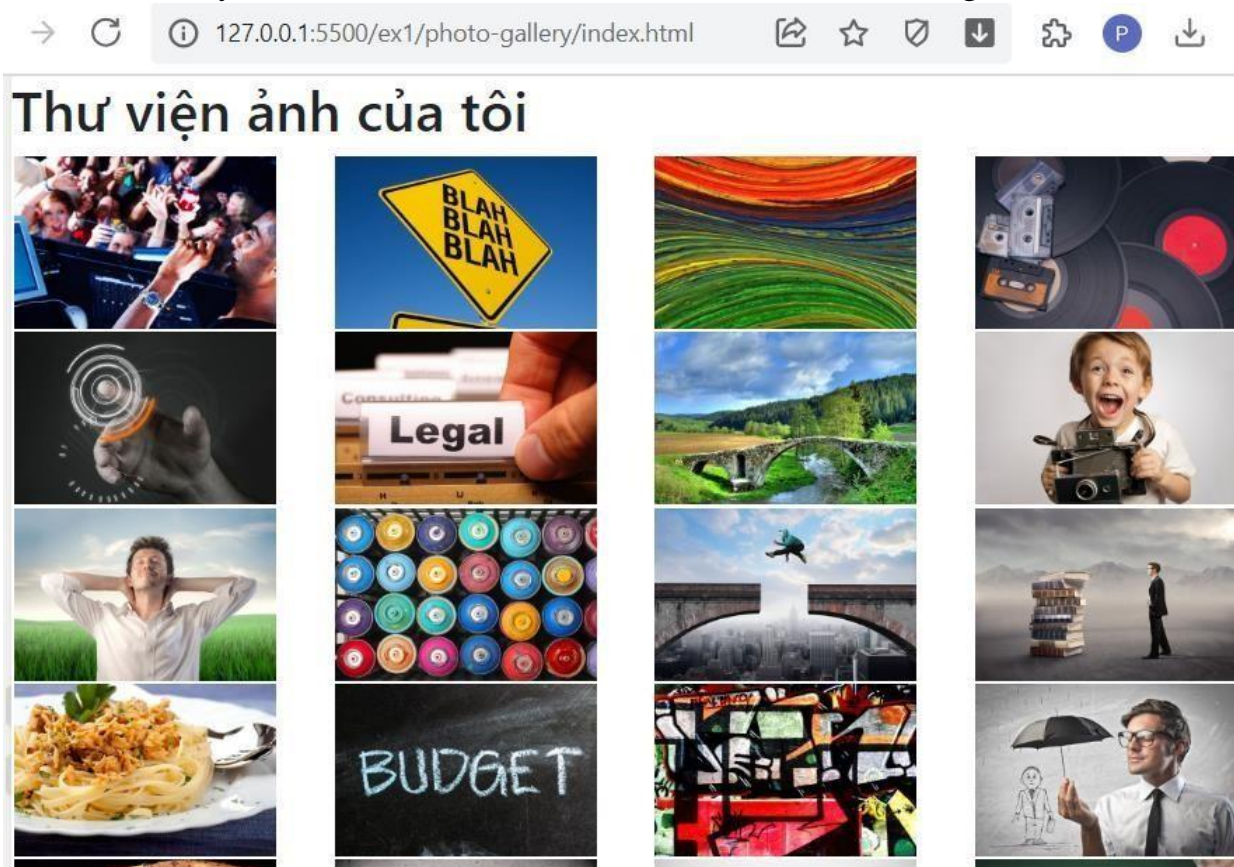 127.0.0.1:5500/ex1/photo-gallery/index.html
P
Thư viện ảnh của tôi
BLAH
BLAH
BLAH
Consulting
Legal
BUDGET